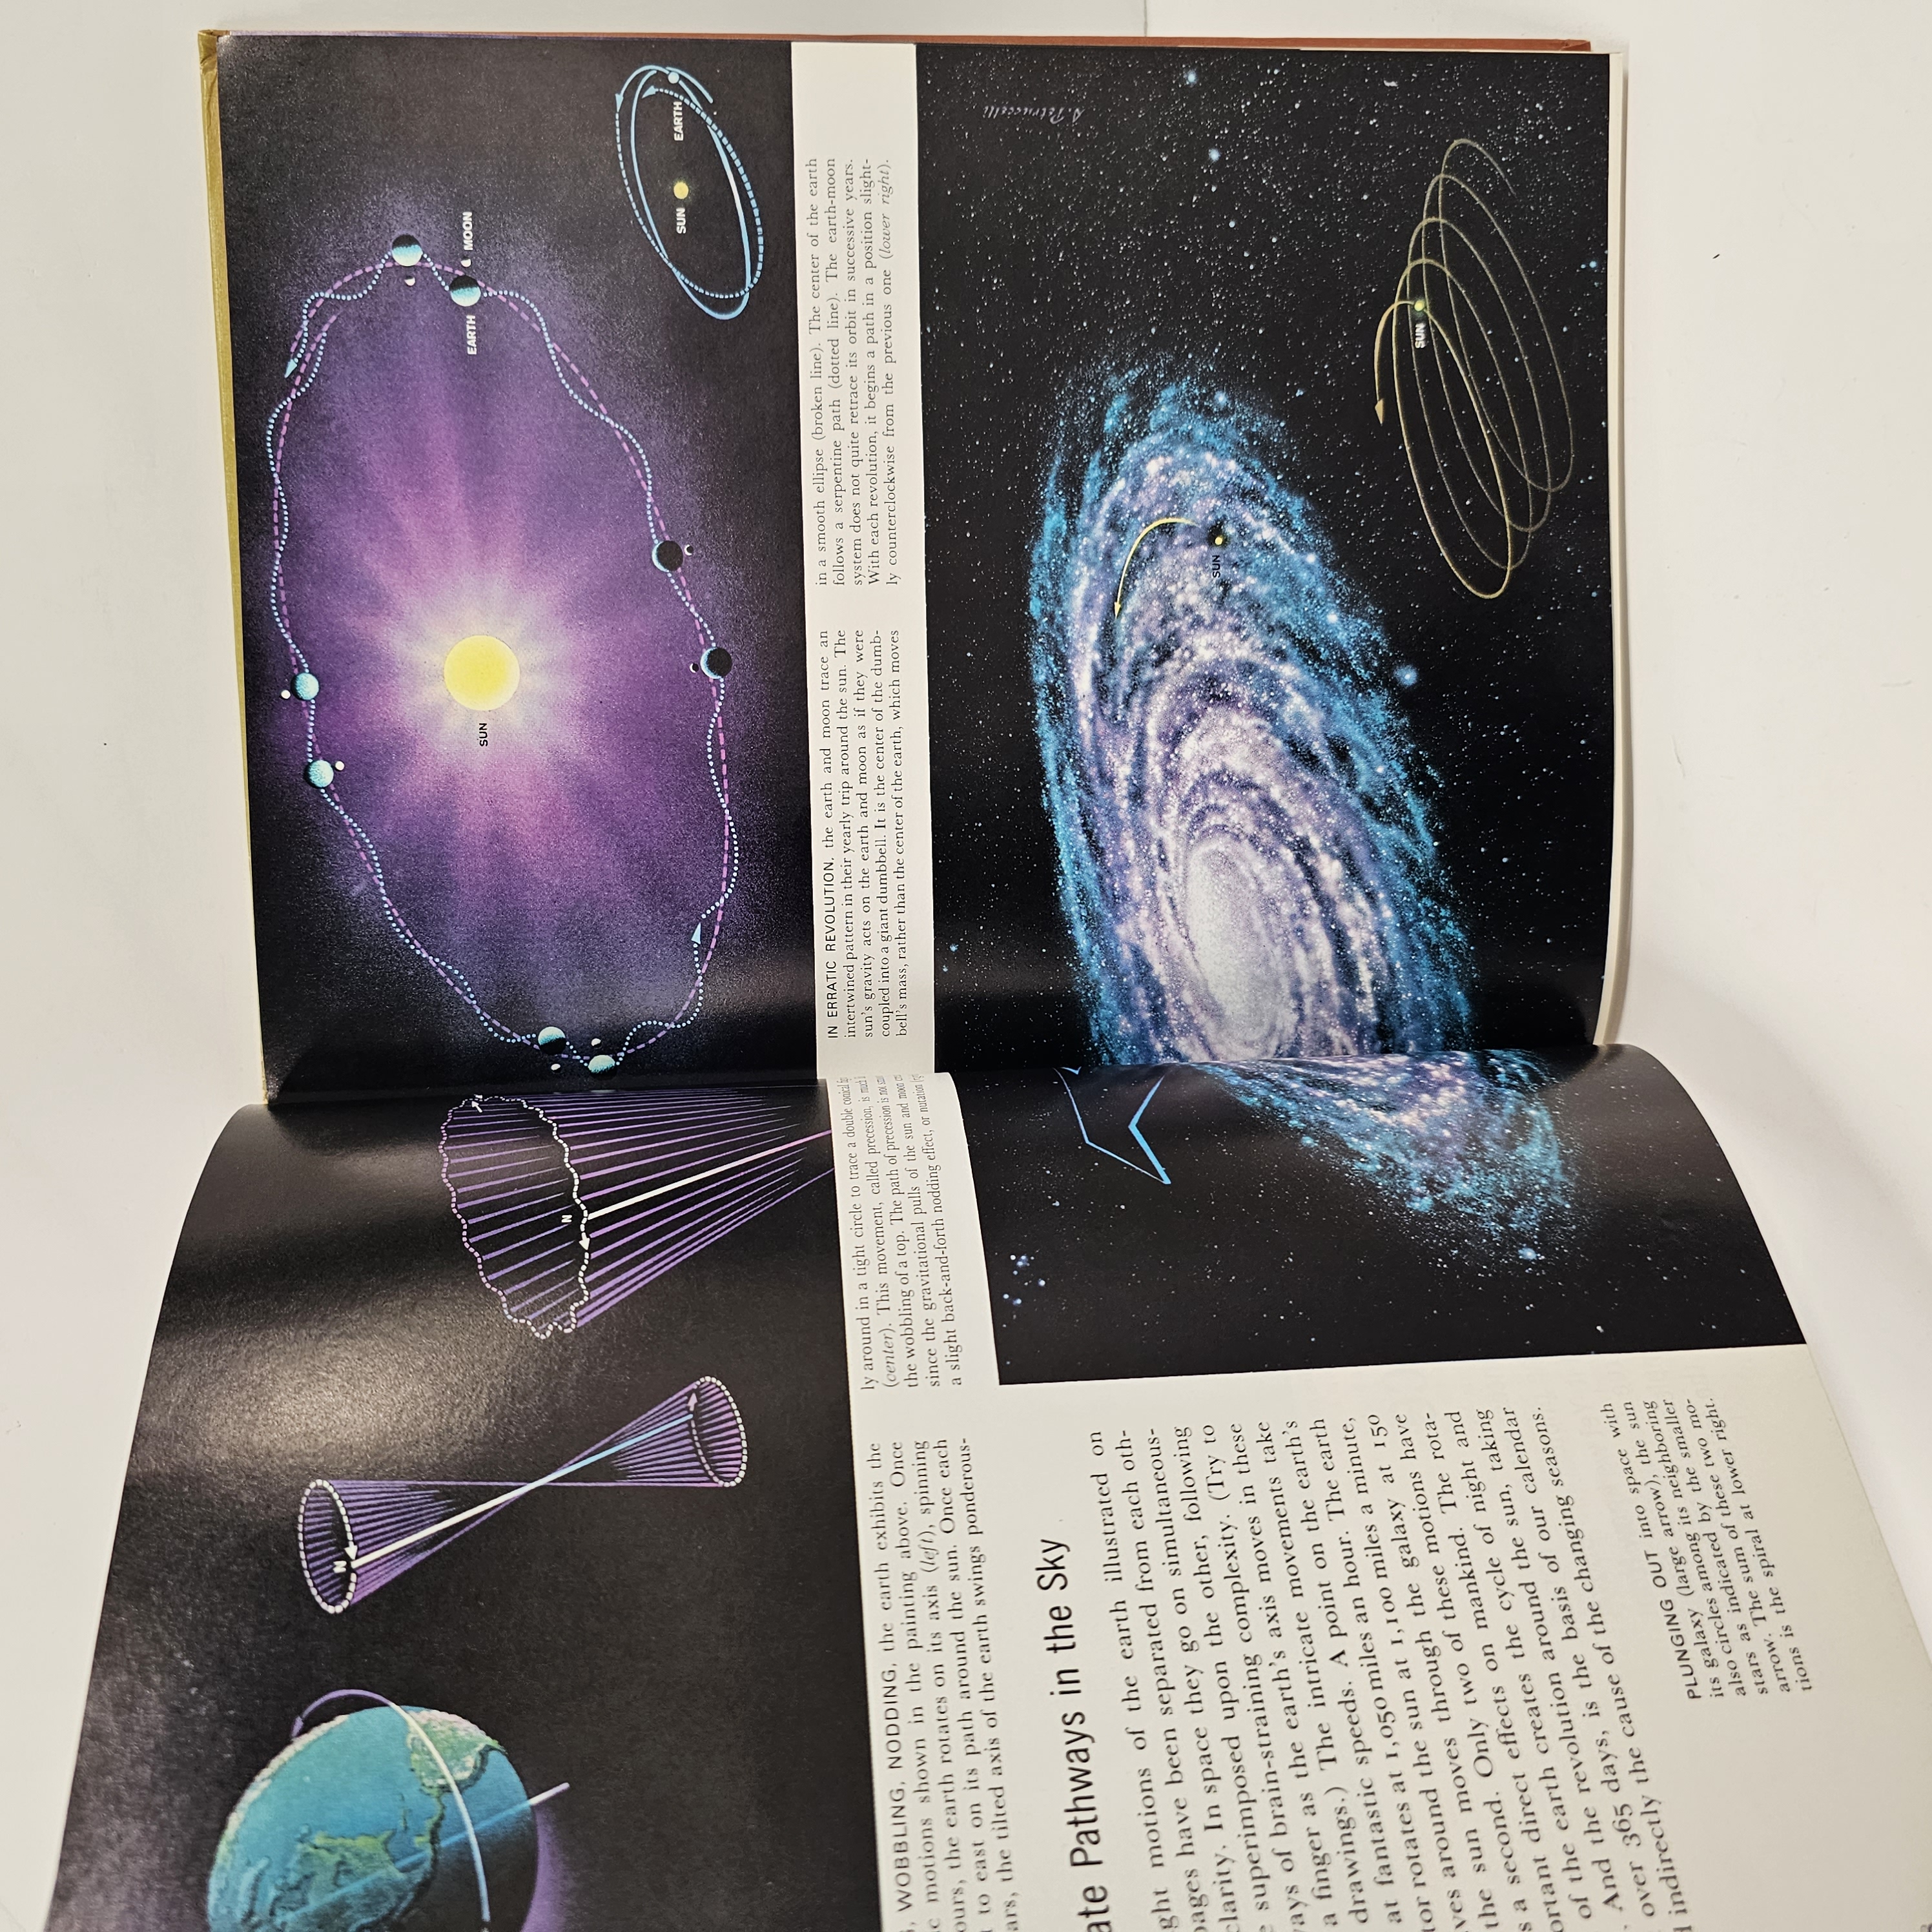 N
N
WOBBLING, NODDING, the earth exhibits the
motions shown in the painting above. Once
the earth rotates on its axis (left), spinning
to east on its path around the sun. Once each
the tilted axis of the earth swings ponderous-
ly around in a tight circle to trace a double conical
(center). This movement, called precession, is much
the wobbling of a top. The path of precession is not
since the gravitational pulls of the sun and moon
a slight back-and-forth nodding effect, or nutation
Pathways in the Sky
motions of the earth illustrated on
have been separated from each oth-
clarity. In space they go on simultaneous-
superimposed upon the other, following
of brain-straining complexity. (Try to
a finger as the earth's axis moves in these
drawings.) The intricate movements take
at fantastic speeds. A point on the earth's
rotates at 1,050 miles an hour. The earth
around the sun at 1,100 miles a minute,
the sun moves through the galaxy at 150
a second. Only two of these motions have
direct effects on mankind. The rota-
of the earth creates the cycle of night and
And the revolution around the sun, taking
over 365 days, is the basis of our calendar
indirectly the cause of the changing seasons.
PLUNGING OUT into space with
its galaxy (large arrow), the sun
also circles among its neighboring
stars as indicated by the smaller
arrow. The sum of these two mo-
tions is the spiral at lower right.
SUN
EARTH
MOON
SUN
EARTH
IN ERRATIC REVOLUTION, the earth and moon trace an
intertwined pattern in their yearly trip around the sun. The
sun's gravity acts on the earth and moon as if they were
coupled into a giant dumbbell. It is the center of the dumb-
bell's mass, rather than the center of the earth, which moves
in a smooth ellipse (broken line). The center of the earth
follows a serpentine path (dotted line). The earth-moon
system does not quite retrace its orbit in successive years.
With each revolution, it begins a path in a position slight-
ly counterclockwise from the previous one (lower right).
SUN
SUN